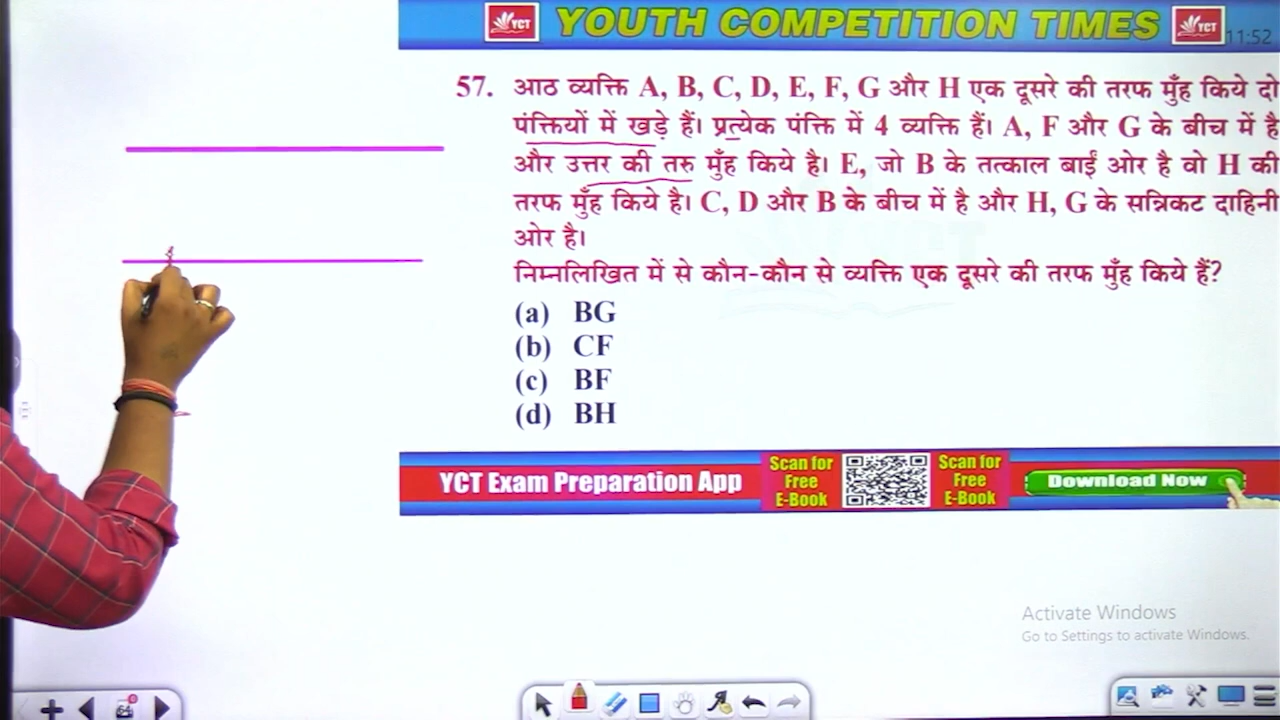 YCT YOUTH COMPETITION TIMES YCT
11:52
57. आठ व्यक्ति A, B, C, D, E, F, G और H एक दूसरे की तरफ मुँह किये दो
पंक्तियों में खड़े हैं। प्रत्येक पंक्ति में 4 व्यक्ति हैं। A, F और G के बीच में है
और उत्तर की तरु मुँह किये है। E, जो B के तत्काल बाईं ओर है वो H की
तरफ मुँह किये है। C, D और B के बीच में है और H, G के सन्निकट दाहिनी
ओर है।
निम्नलिखित में से कौन-कौन से व्यक्ति एक दूसरे की तरफ मुँह किये हैं?
(a) BG
(b) CF
(c) BF
(d) BH
YCT Exam Preparation App
Scan for
Free
E-Book
Scan for
Free
E-Book
Download Now
Activate Windows
Go to Settings to activate Windows.